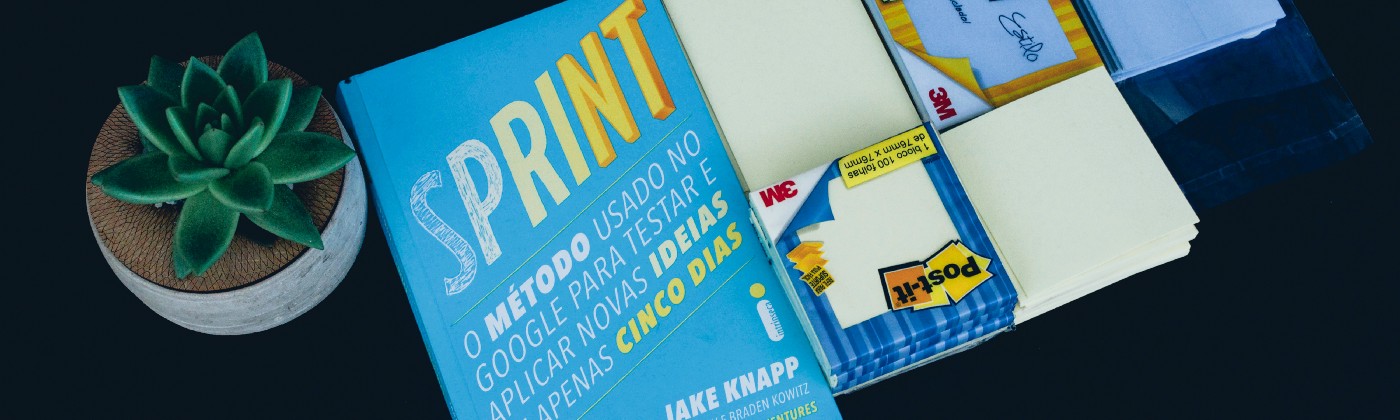 SPRINT
O MÉTODO USADO NO
GOOGLE PARA TESTAR E
APLICAR NOVAS IDEIAS
APENAS CINCO DIAS
intrínseca
JAKE KNAPP
E BRADEN KOWITZ
VENTURES
3M
1 bloco 100 folhas
de 76mm x 76mm
Post-it
3M
Estilo